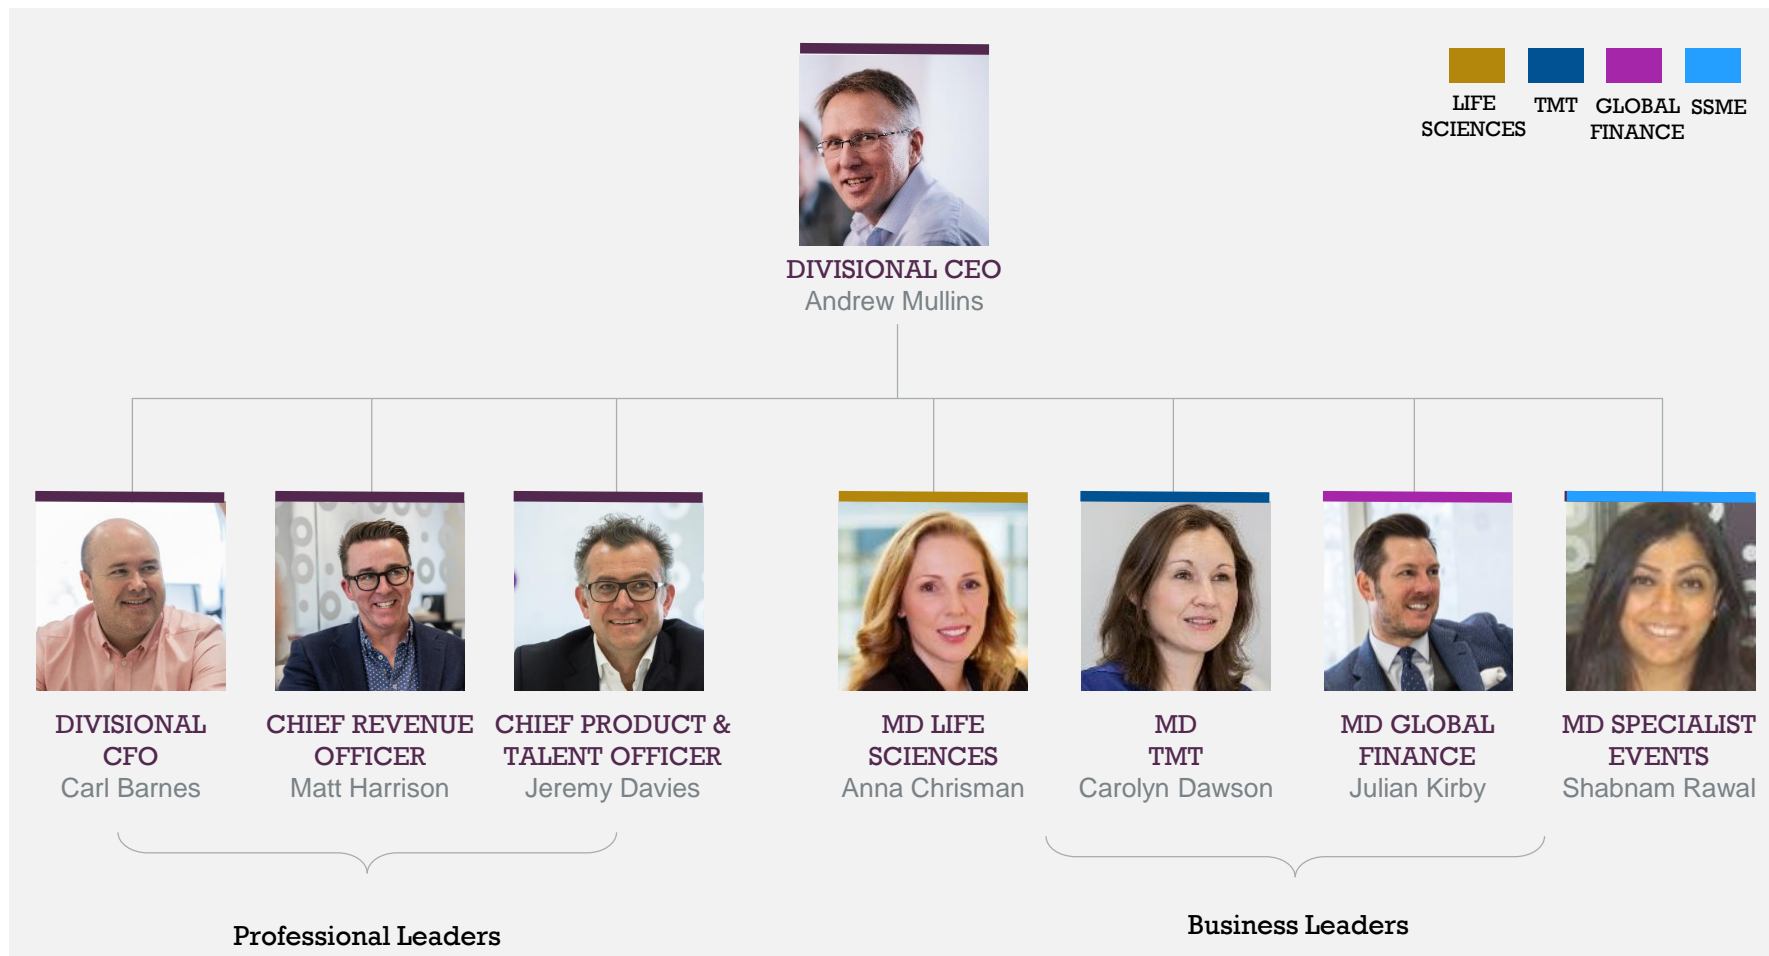 LIFE
SCIENCES
TMT
GLOBAL
FINANCE
SSME
DIVISIONAL CEO
Andrew Mullins
DIVISIONAL
CFO
Carl Barnes
CHIEF REVENUE
OFFICER
Matt Harrison
CHIEF PRODUCT &
TALENT OFFICER
Jeremy Davies
MD LIFE
SCIENCES
Anna Chrisman
MD
TMT
Carolyn Dawson
MD GLOBAL
FINANCE
Julian Kirby
MD SPECIALIST
EVENTS
Shabnam Rawal
Professional Leaders
Business Leaders